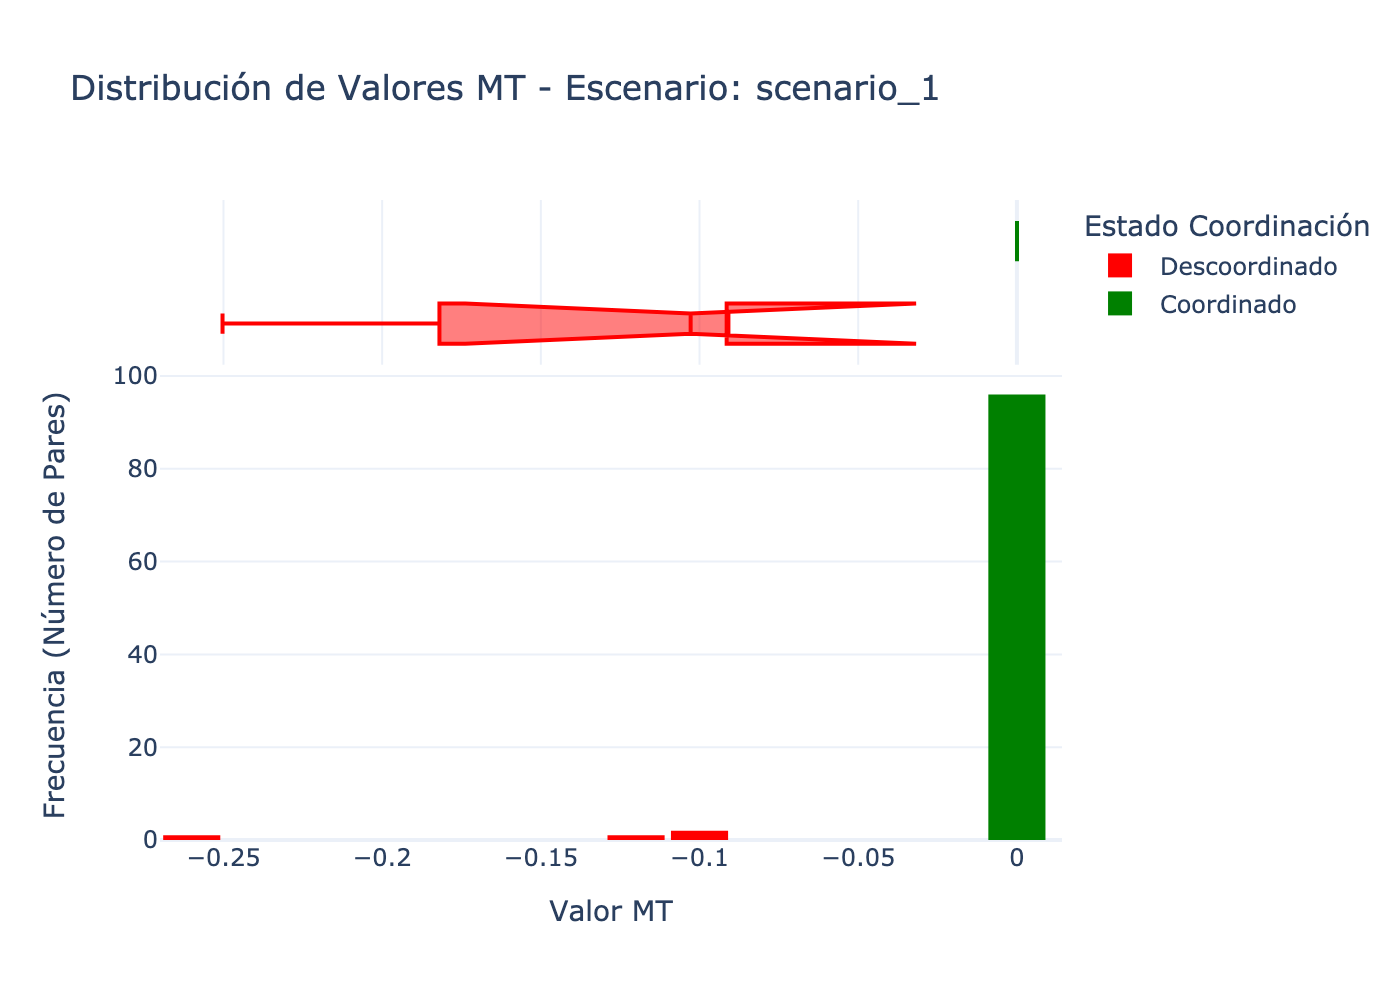 Distribución de Valores MT - Escenario: scenario_1
Estado Coordinación
Descoordinado
Coordinado
Frecuencia (Número de Pares)
100
80
60
40
20
0
−0.25
−0.2
−0.15
−0.1
−0.05
0
Valor MT